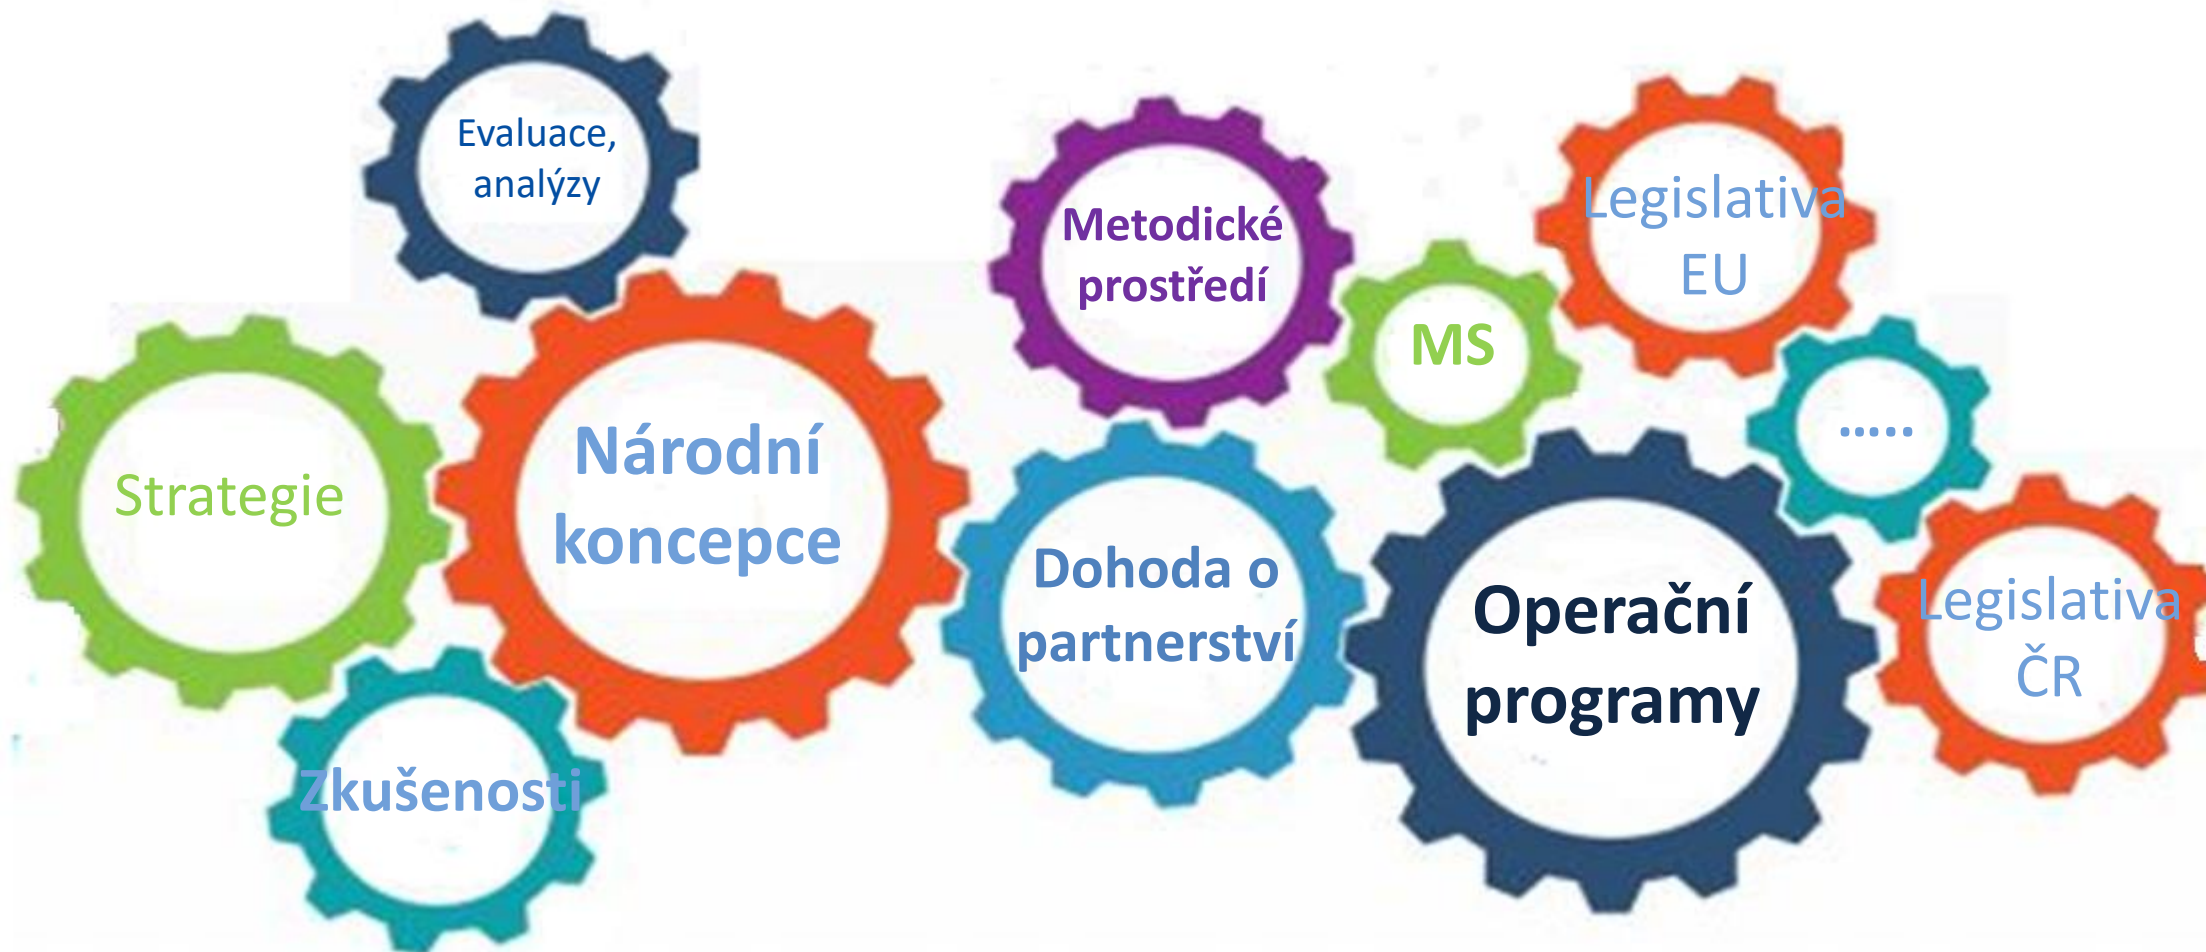 Evaluace,
analýzy
Strategie
Národní
koncepce
Zkušenosti
Metodické
prostředí
Dohoda o
partnerství
MS
Legislativa
EU
.....
Operační
programy
Legislativa
ČR